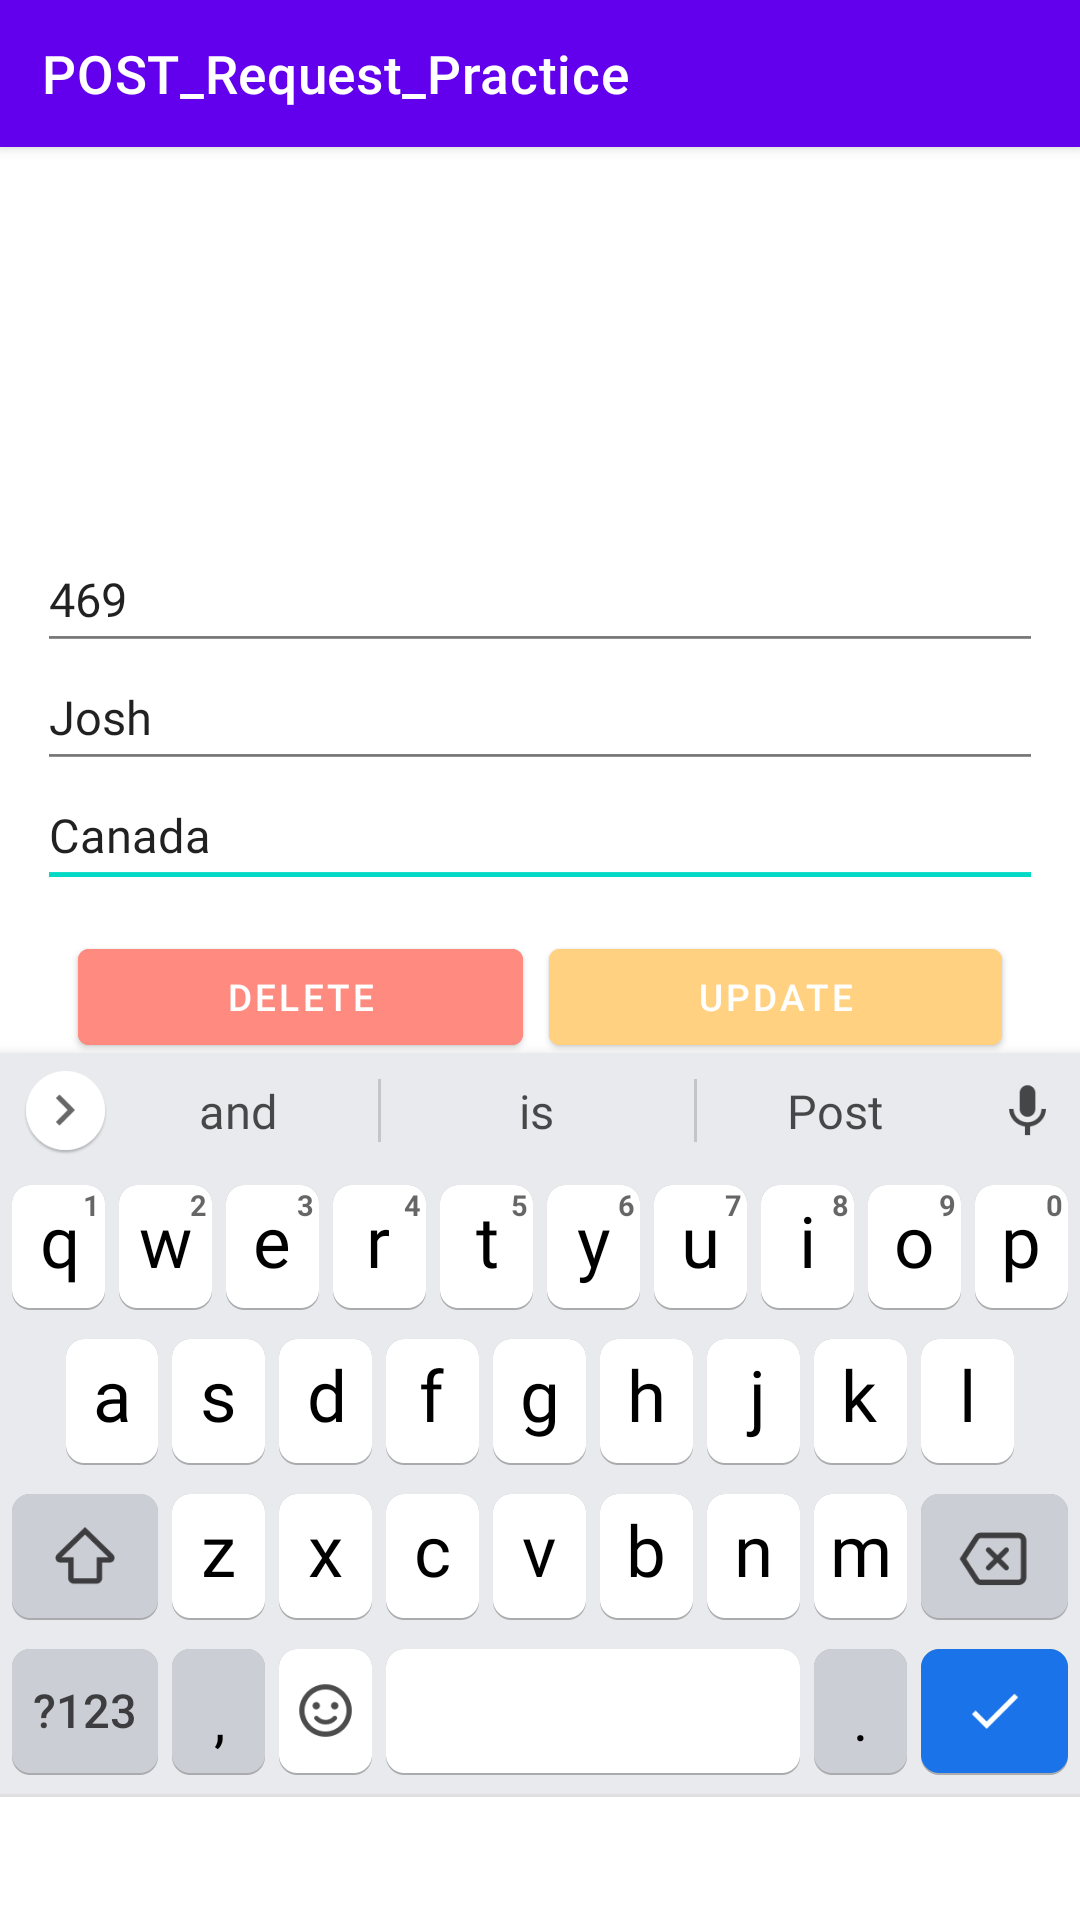 POST_Request_Practice
469
Josh
Canada
DELETE UPDATE
and is Post
q 1 w 2 e 3 r 4 t 5 y 6 u 7 i 8 o 9 p 0
a s d f g h j k l
z x c v b n m
?123 , .